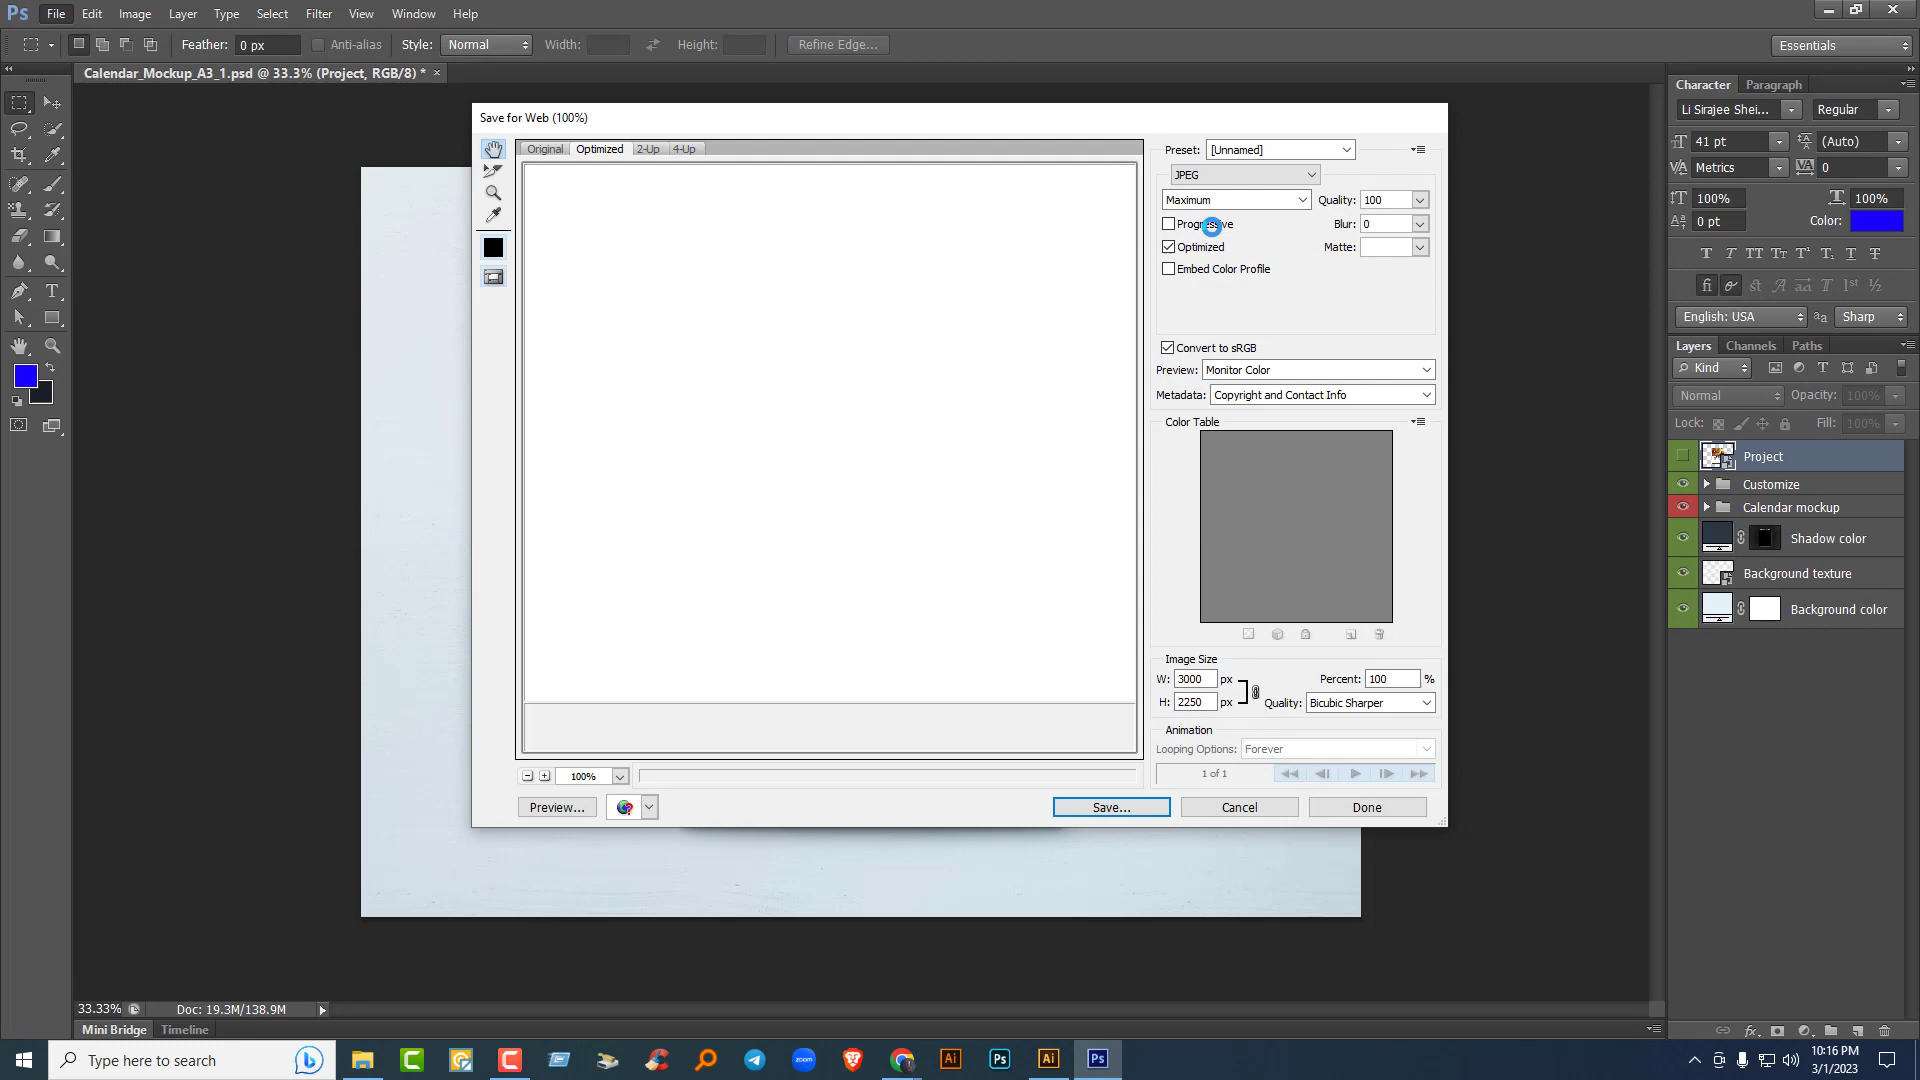 Ps File Edit Image Layer Type Select Filter View Window Help
Feather: 0 px Anti-alias Style: Normal Width: Height: Refine Edge... Essentials
Calendar_Mockup_A3_1.psd @ 33.3% (Project, RGB/8) * ×
Save for Web (100%)
Original Optimized 2-Up 4-Up
Preset: [Unnamed]
JPEG
Maximum Quality: 100
Progressive Blur: 0
Optimized Matte:
Embed Color Profile
Convert to sRGB
Preview: Monitor Color
Metadata: Copyright and Contact Info
Color Table
Image Size
W: 3000 px Percent: 100 %
H: 2250 px Quality: Bicubic Sharper
Animation
Looping Options: Forever
1 of 1
100%
Preview... Save... Cancel Done
Character Paragraph
Li Sirajee Shei... Regular
41 pt (Auto)
Metrics 0
100% 100%
0 pt Color:
English: USA Sharp
Layers Channels Paths
Kind
Normal Opacity: 100%
Lock: Fill: 100%
Project
Customize
Calendar mockup
Shadow color
Background texture
Background color
33.33% Doc: 19.3M/138.9M
Mini Bridge Timeline
Type here to search
zoom
Ai Ps Ai Ps
10:16 PM
3/1/2023